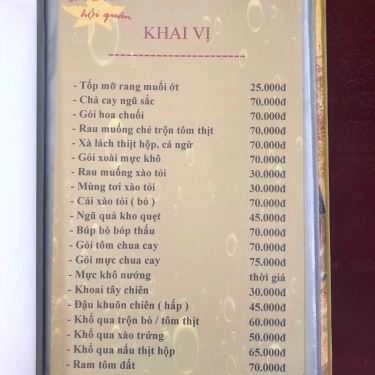 hội quán
KHAI VỊ
- Tốp mỡ rang muối ớt 25.000đ
- Chả cay ngũ sắc 70.000đ
- Gỏi hoa chuối 70.000đ
- Rau muống chẻ trộn tôm thịt 70.000đ
- Xà lách thịt hộp, cá ngừ 70.000đ
- Gỏi xoài mực khô 70.000đ
- Rau muống xào tỏi 30.000đ
- Mùng tơi xào tỏi 30.000đ
- Cải xào tỏi ( bò ) 70.000đ
- Ngũ quả kho quẹt 45.000đ
- Búp bò bóp thấu 70.000đ
- Gỏi tôm chua cay 70.000đ
- Gỏi mực chua cay 75.000đ
- Mực khô nướng thời giá
- Khoai tây chiên 30.000đ
- Đậu khuôn chiên ( hấp ) 45.000đ
- Khổ qua trộn bò / tôm thịt 60.000đ
- Khổ qua xào trứng 50.000đ
- Khổ qua nấu thịt hộp 65.000đ
- Ram tôm đất 70.000đ